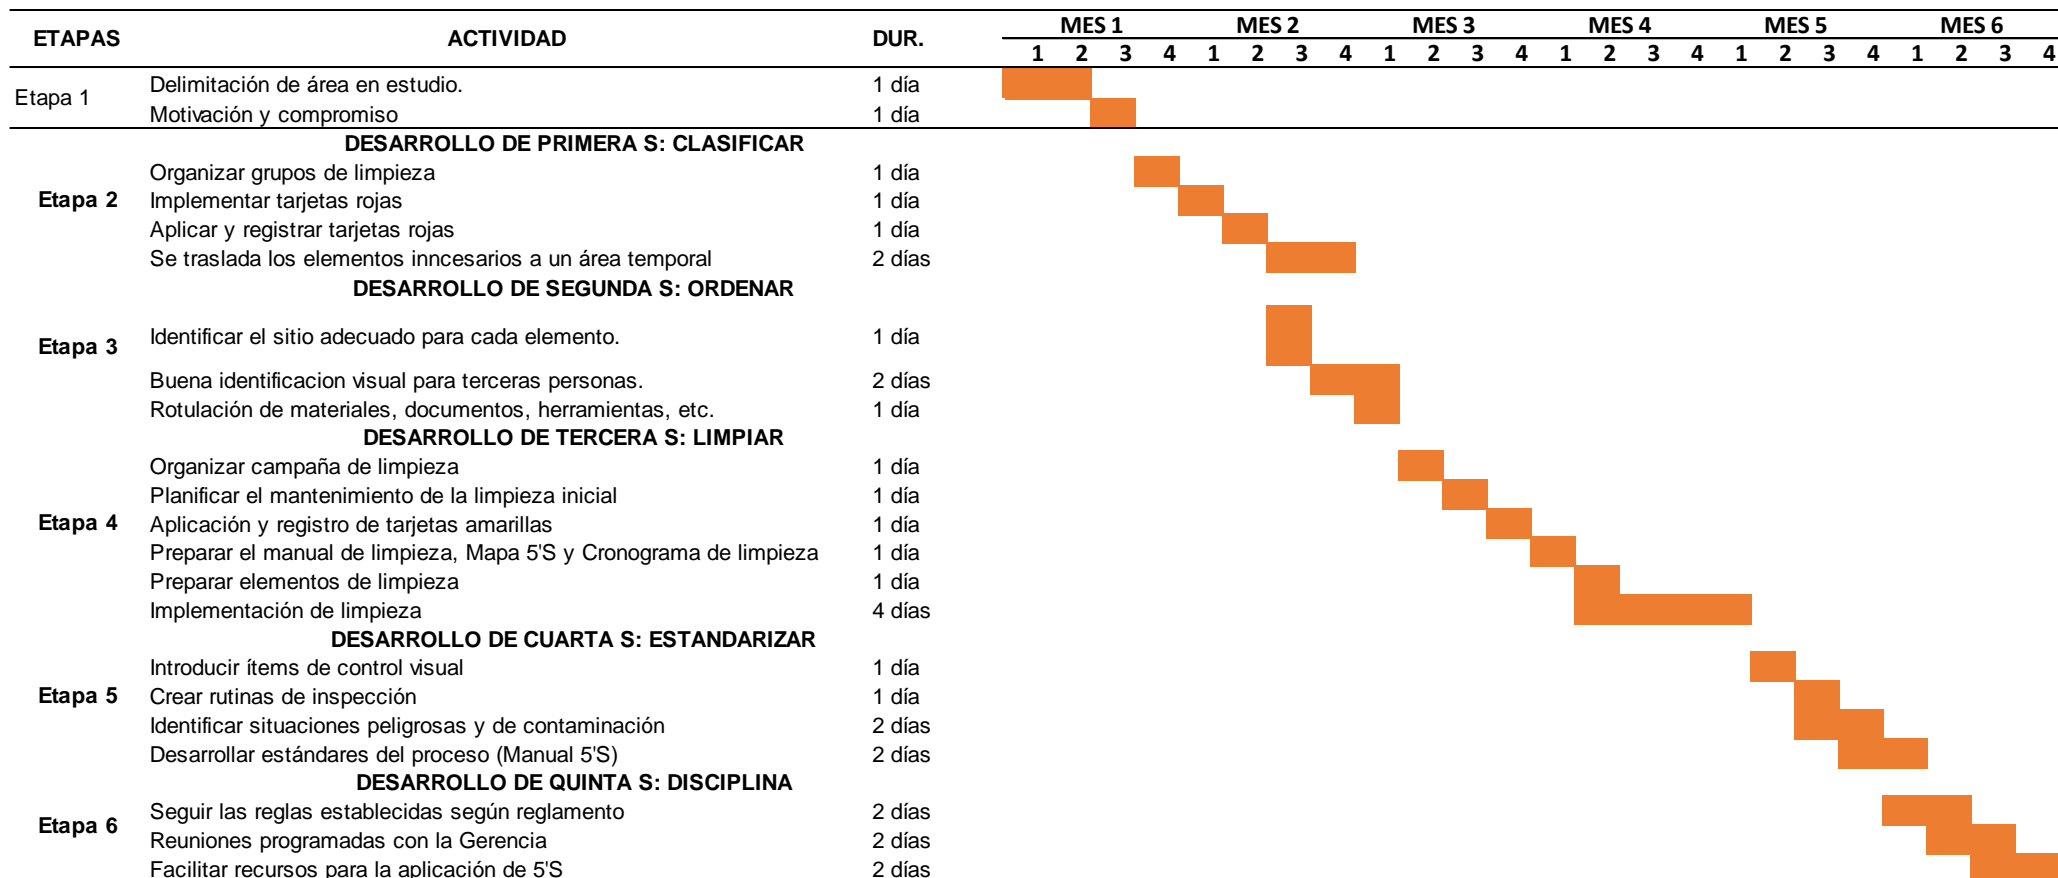 ETAPAS ACTIVIDAD DUR. MES 1 MES 2 MES 3 MES 4 MES 5 MES 6
1 2 3 4 1 2 3 4 1 2 3 4 1 2 3 4 1 2 3 4 1 2 3 4
Etapa 1
Delimitación de área en estudio. 1 día
Motivación y compromiso 1 día
DESARROLLO DE PRIMERA S: CLASIFICAR
Etapa 2
Organizar grupos de limpieza 1 día
Implementar tarjetas rojas 1 día
Aplicar y registrar tarjetas rojas 1 día
Se traslada los elementos inncesarios a un área temporal 2 días
DESARROLLO DE SEGUNDA S: ORDENAR
Etapa 3
Identificar el sitio adecuado para cada elemento. 1 día
Buena identificacion visual para terceras personas. 2 días
Rotulación de materiales, documentos, herramientas, etc. 1 día
DESARROLLO DE TERCERA S: LIMPIAR
Etapa 4
Organizar campaña de limpieza 1 día
Planificar el mantenimiento de la limpieza inicial 1 día
Aplicación y registro de tarjetas amarillas 1 día
Preparar el manual de limpieza, Mapa 5'S y Cronograma de limpieza 1 día
Preparar elementos de limpieza 1 día
Implementación de limpieza 4 días
DESARROLLO DE CUARTA S: ESTANDARIZAR
Etapa 5
Introducir ítems de control visual 1 día
Crear rutinas de inspección 1 día
Identificar situaciones peligrosas y de contaminación 2 días
Desarrollar estándares del proceso (Manual 5'S) 2 días
DESARROLLO DE QUINTA S: DISCIPLINA
Etapa 6
Seguir las reglas establecidas según reglamento 2 días
Reuniones programadas con la Gerencia 2 días
Facilitar recursos para la aplicación de 5'S 2 días